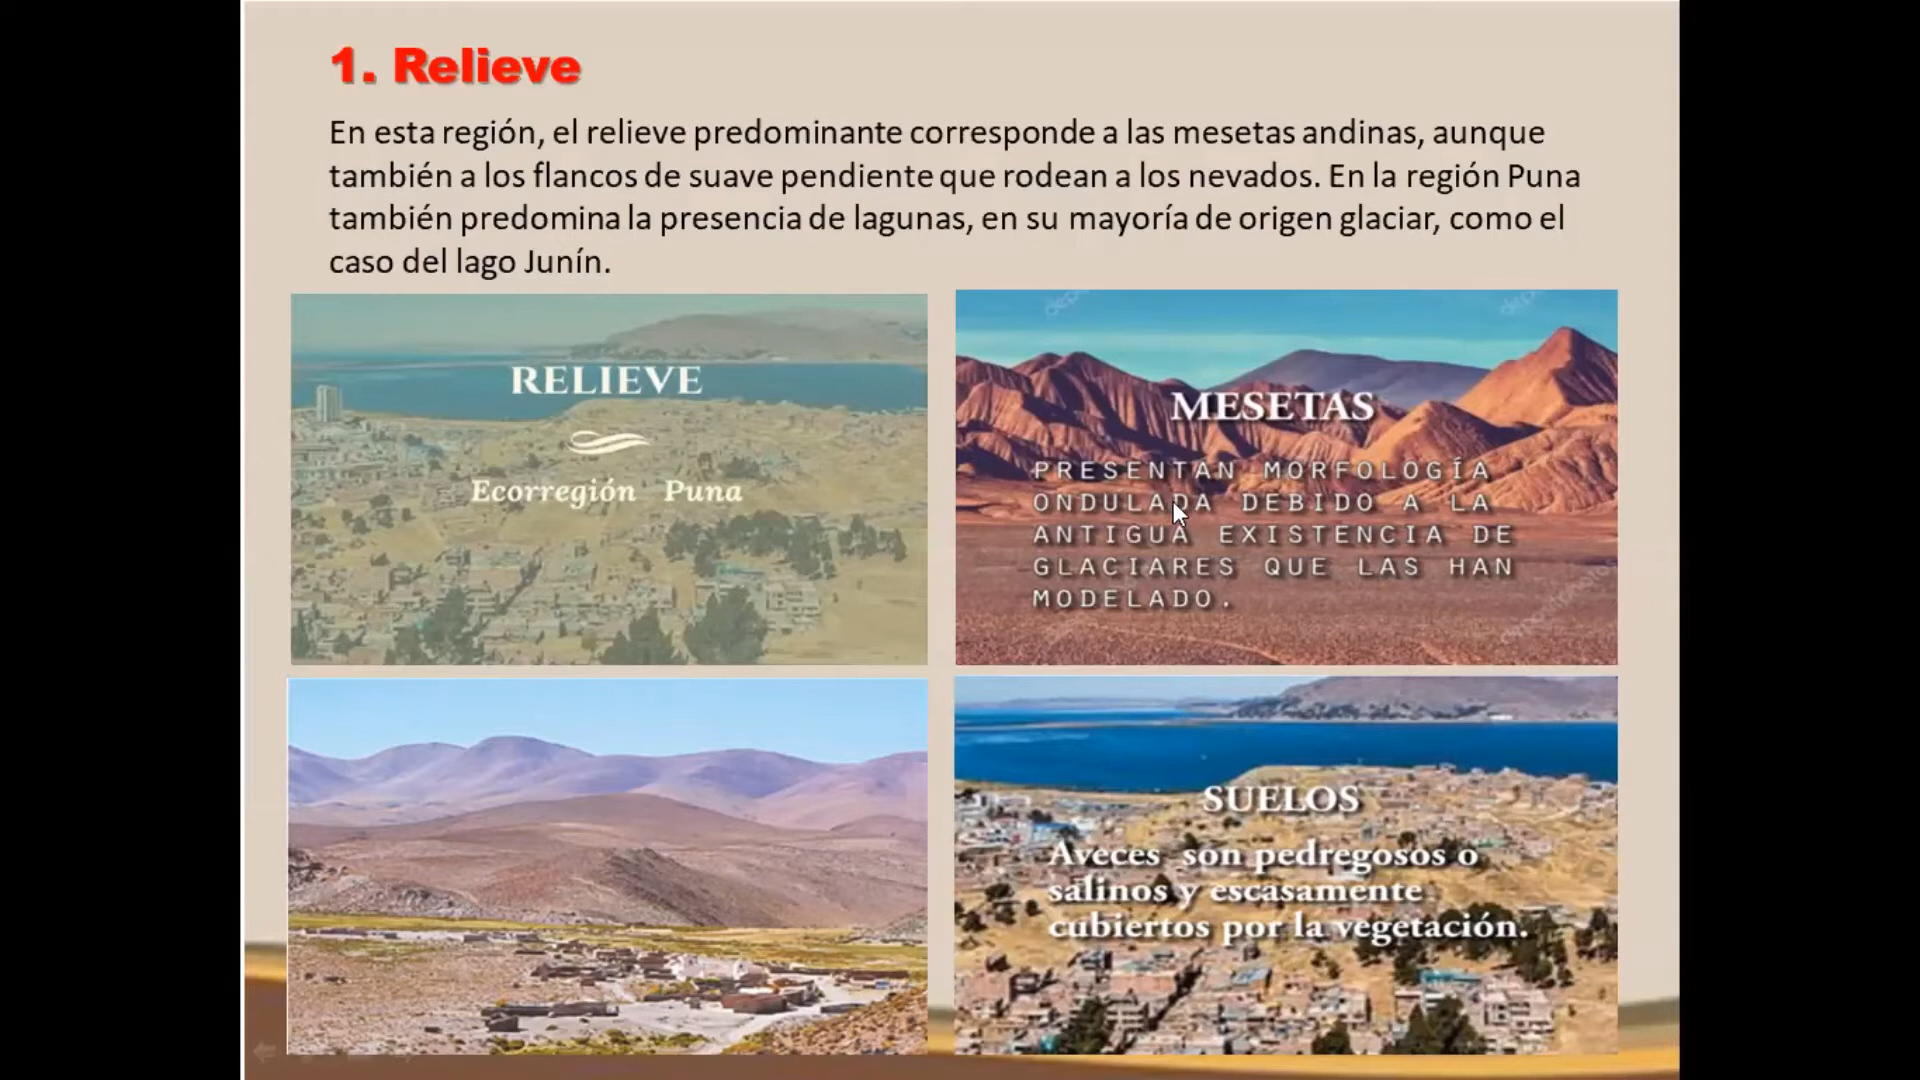 1. Relieve
En esta región, el relieve predominante corresponde a las mesetas andinas, aunque
también a los flancos de suave pendiente que rodean a los nevados. En la región Puna
también predomina la presencia de lagunas, en su mayoría de origen glaciar, como el
caso del lago Junín.
RELIEVE
Ecorregión Puna
MESETAS
PRESENTAN MORFOLOGÍA
ONDULADA DEBIDO A LA
ANTIGUA EXISTENCIA DE
GLACIARES QUE LAS HAN
MODELADO.
SUELOS
Aveces son pedregosos o
salinos y escasamente
cubiertos por la vegetación.